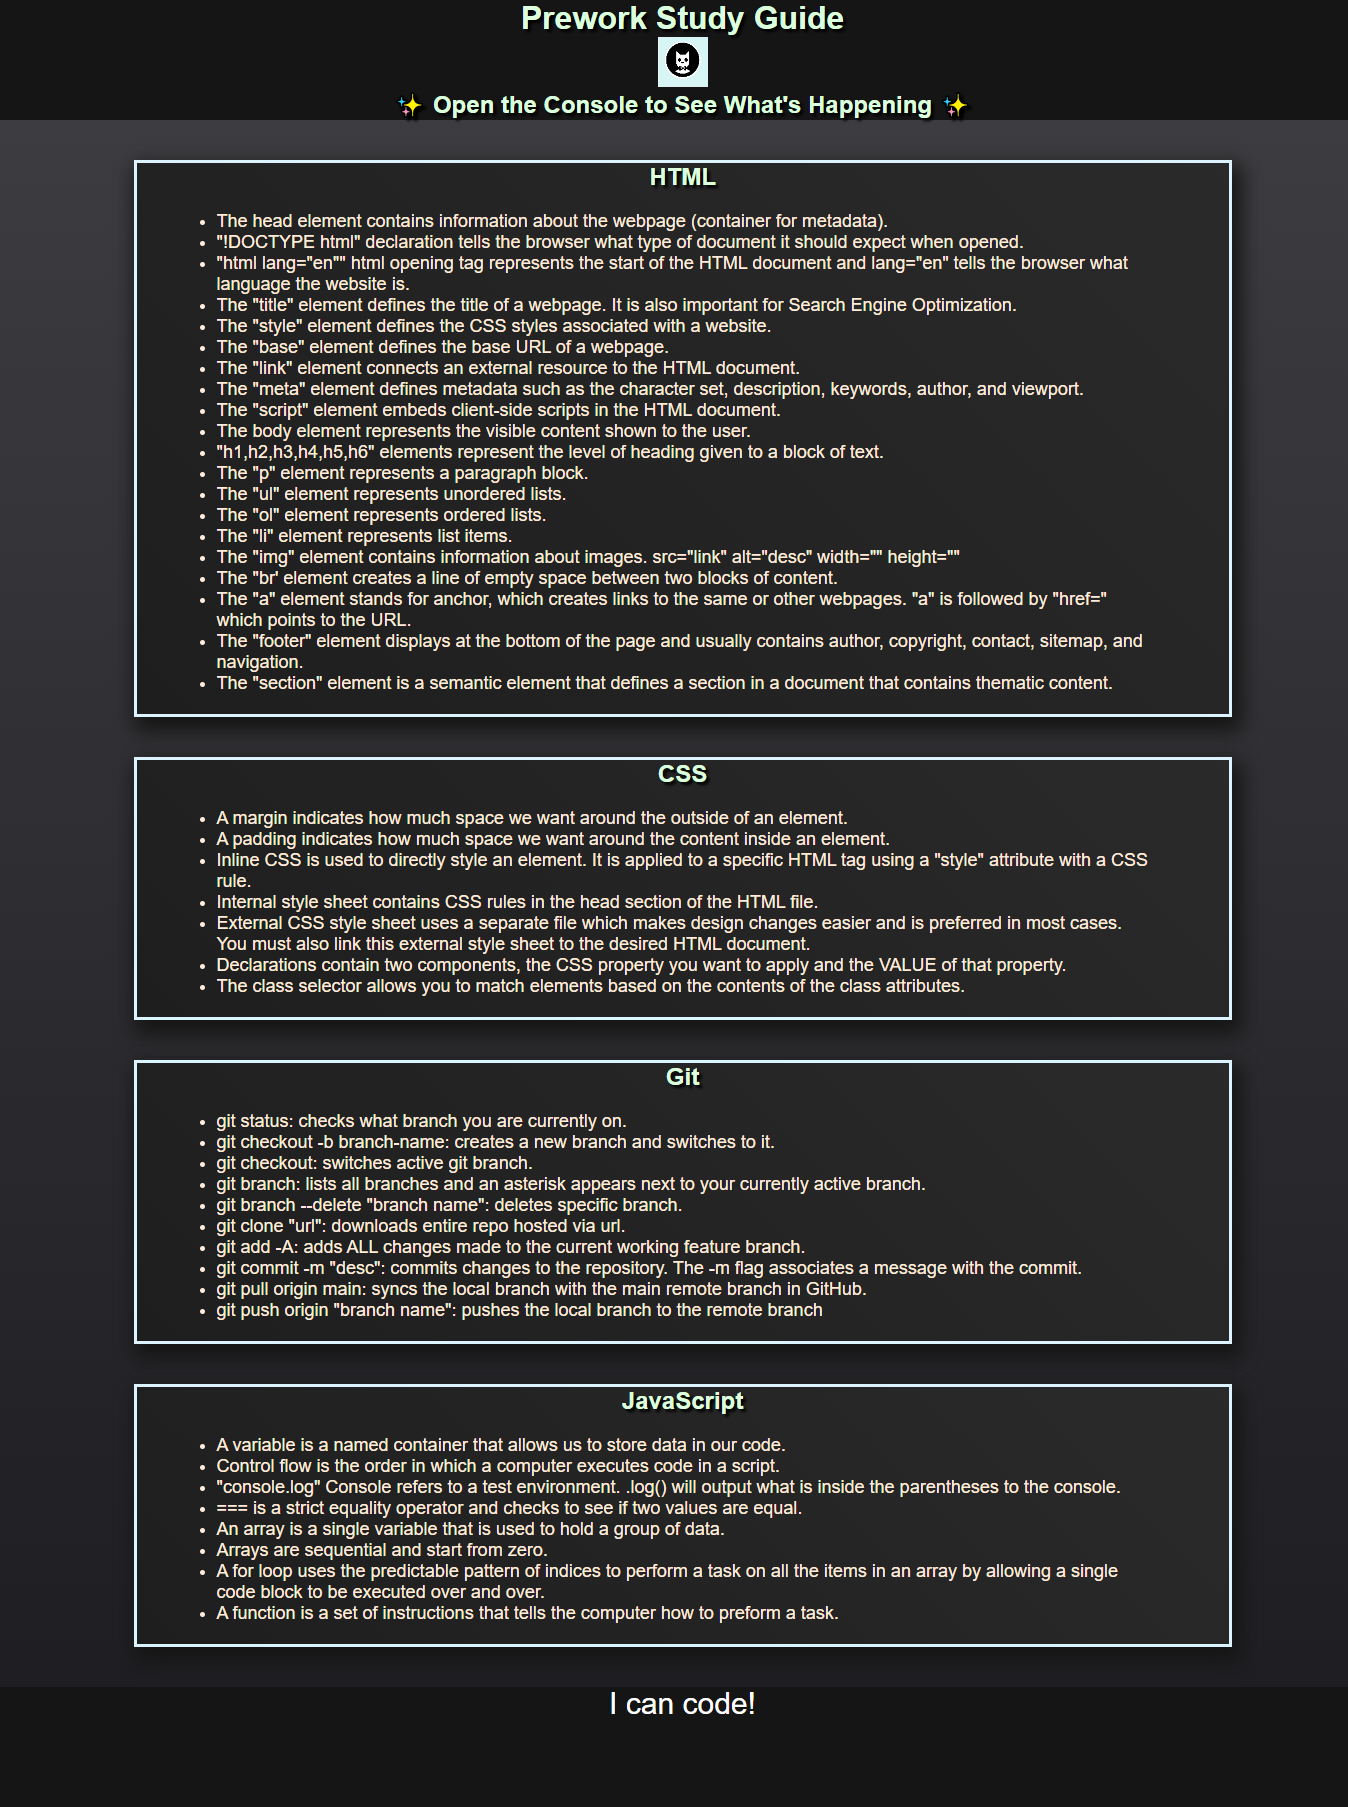 Prework Study Guide
✨ Open the Console to See What's Happening ✨
HTML
• The head element contains information about the webpage (container for metadata).
• "!DOCTYPE html" declaration tells the browser what type of document it should expect when opened.
• "html lang="en"" html opening tag represents the start of the HTML document and lang="en" tells the browser what
language the website is.
• The "title" element defines the title of a webpage. It is also important for Search Engine Optimization.
• The "style" element defines the CSS styles associated with a website.
• The "base" element defines the base URL of a webpage.
• The "link" element connects an external resource to the HTML document.
• The "meta" element defines metadata such as the character set, description, keywords, author, and viewport.
• The "script" element embeds client-side scripts in the HTML document.
• The body element represents the visible content shown to the user.
• "h1,h2,h3,h4,h5,h6" elements represent the level of heading given to a block of text.
• The "p" element represents a paragraph block.
• The "ul" element represents unordered lists.
• The "ol" element represents ordered lists.
• The "li" element represents list items.
• The "img" element contains information about images. src="link" alt="desc" width="" height=""
• The "br' element creates a line of empty space between two blocks of content.
• The "a" element stands for anchor, which creates links to the same or other webpages. "a" is followed by "href="
which points to the URL.
• The "footer" element displays at the bottom of the page and usually contains author, copyright, contact, sitemap, and
navigation.
• The "section" element is a semantic element that defines a section in a document that contains thematic content.
CSS
• A margin indicates how much space we want around the outside of an element.
• A padding indicates how much space we want around the content inside an element.
• Inline CSS is used to directly style an element. It is applied to a specific HTML tag using a "style" attribute with a CSS
rule.
• Internal style sheet contains CSS rules in the head section of the HTML file.
• External CSS style sheet uses a separate file which makes design changes easier and is preferred in most cases.
You must also link this external style sheet to the desired HTML document.
• Declarations contain two components, the CSS property you want to apply and the VALUE of that property.
• The class selector allows you to match elements based on the contents of the class attributes.
Git
• git status: checks what branch you are currently on.
• git checkout -b branch-name: creates a new branch and switches to it.
• git checkout: switches active git branch.
• git branch: lists all branches and an asterisk appears next to your currently active branch.
• git branch --delete "branch name": deletes specific branch.
• git clone "url": downloads entire repo hosted via url.
• git add -A: adds ALL changes made to the current working feature branch.
• git commit -m "desc": commits changes to the repository. The -m flag associates a message with the commit.
• git pull origin main: syncs the local branch with the main remote branch in GitHub.
• git push origin "branch name": pushes the local branch to the remote branch
JavaScript
• A variable is a named container that allows us to store data in our code.
• Control flow is the order in which a computer executes code in a script.
• "console.log" Console refers to a test environment. .log() will output what is inside the parentheses to the console.
• === is a strict equality operator and checks to see if two values are equal.
• An array is a single variable that is used to hold a group of data.
• Arrays are sequential and start from zero.
• A for loop uses the predictable pattern of indices to perform a task on all the items in an array by allowing a single
code block to be executed over and over.
• A function is a set of instructions that tells the computer how to preform a task.
I can code!